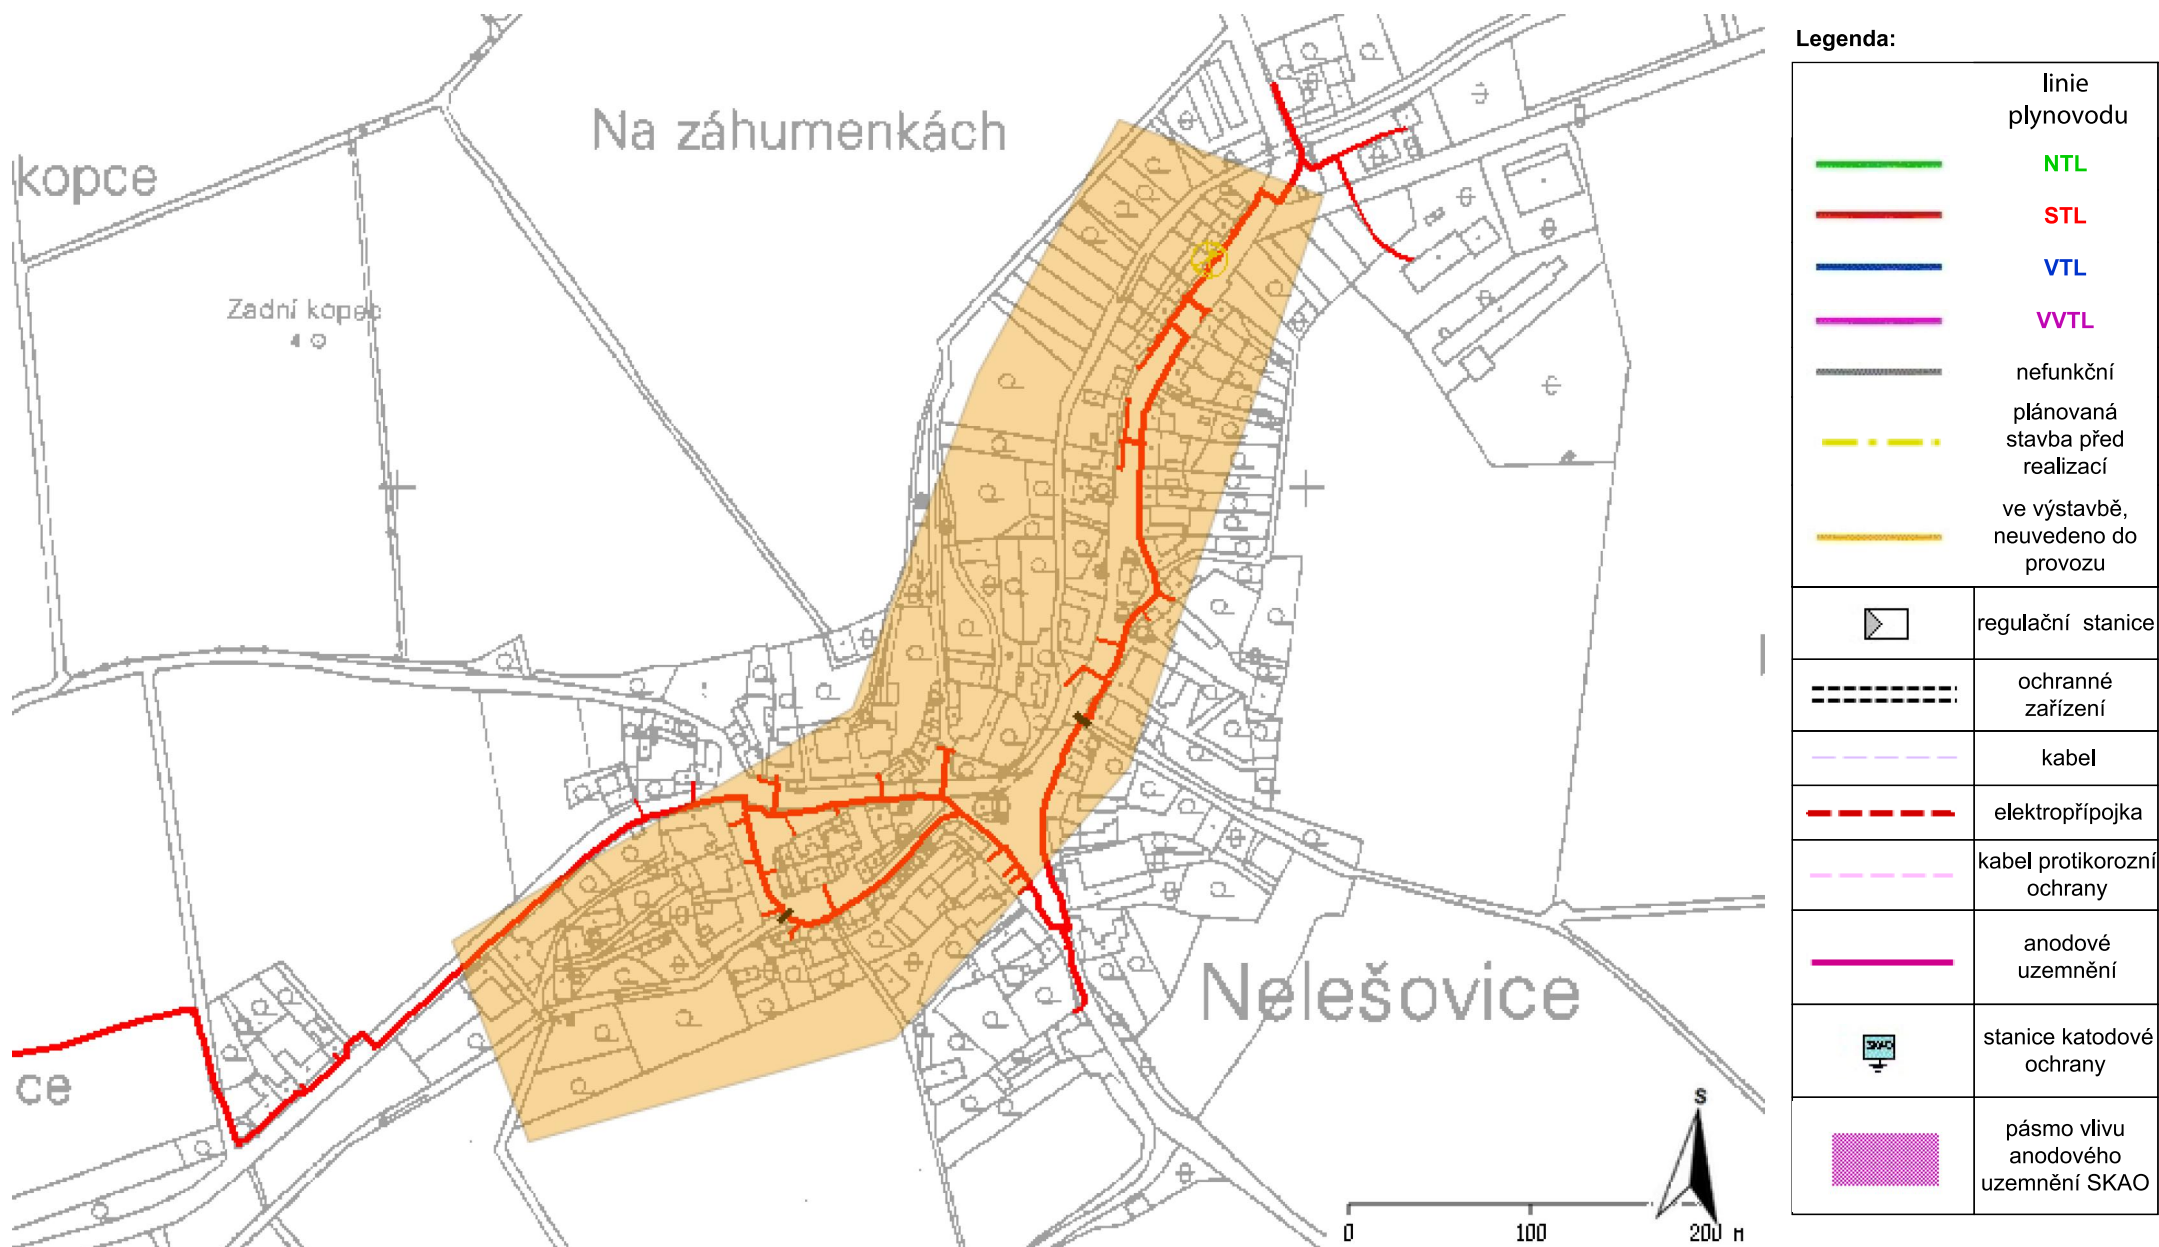 Na záhumenkách
kopce
Zadní kopec
4
Nelešovice
ce
S
0
100
200 M
Legenda:
linie
plynovodu
NTL
STL
VTL
VVTL
nefunkční
plánovaná
stavba před
realizací
ve výstavbě,
neuvedeno do
provozu
regulační stanice
ochranné
zařízení
kabel
elektropřípojka
kabel protikorozní
ochrany
anodové
uzemnění
SKAO
stanice katodové
ochrany
pásmo vlivu
anodového
uzemnění SKAO